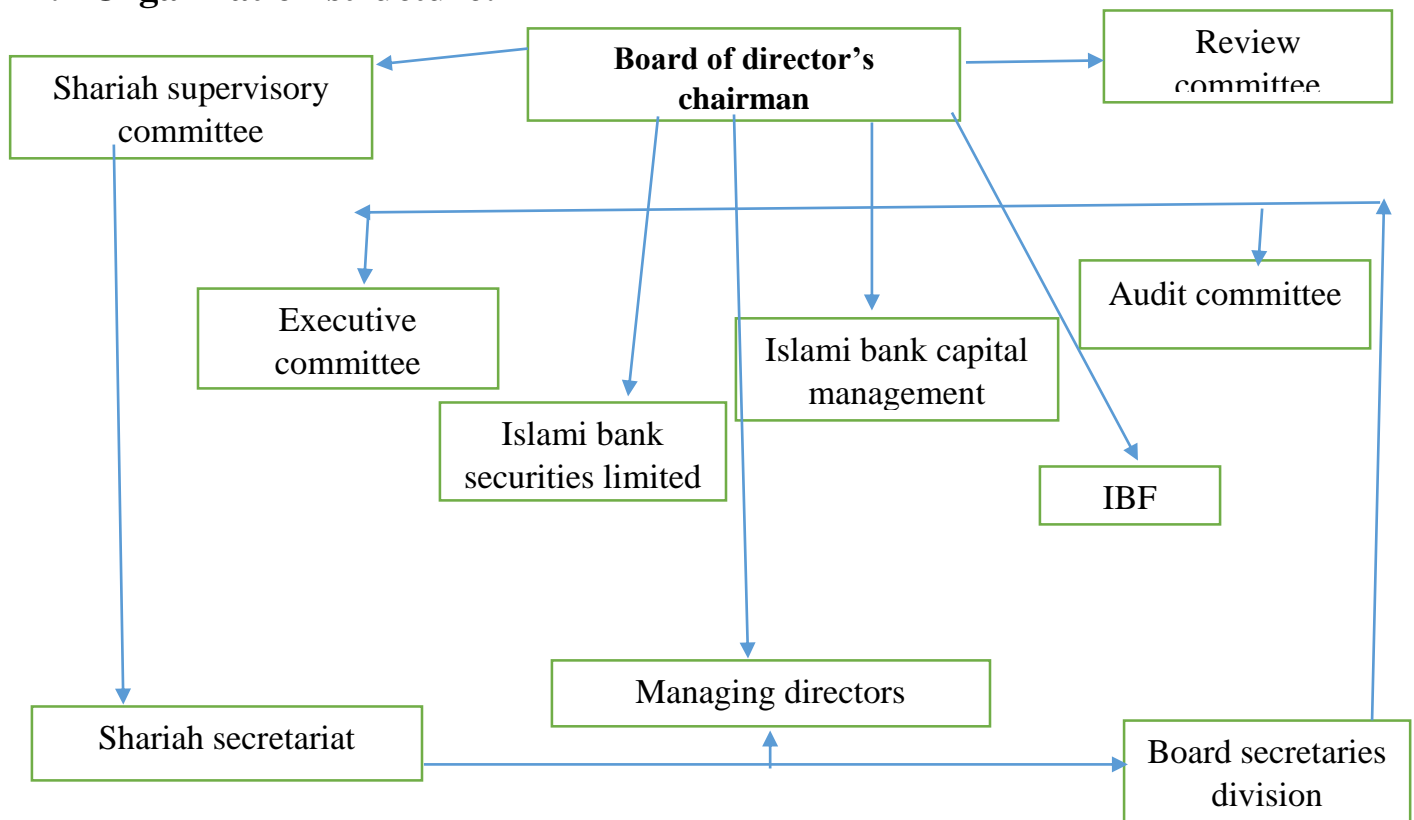 Board of director's
chairman
Review
committee
Shariah supervisory
committee
Executive
committee
Islami bank capital
management
Audit committee
Islami bank
securities limited
IBF
Managing directors
Shariah secretariat
Board secretaries
division